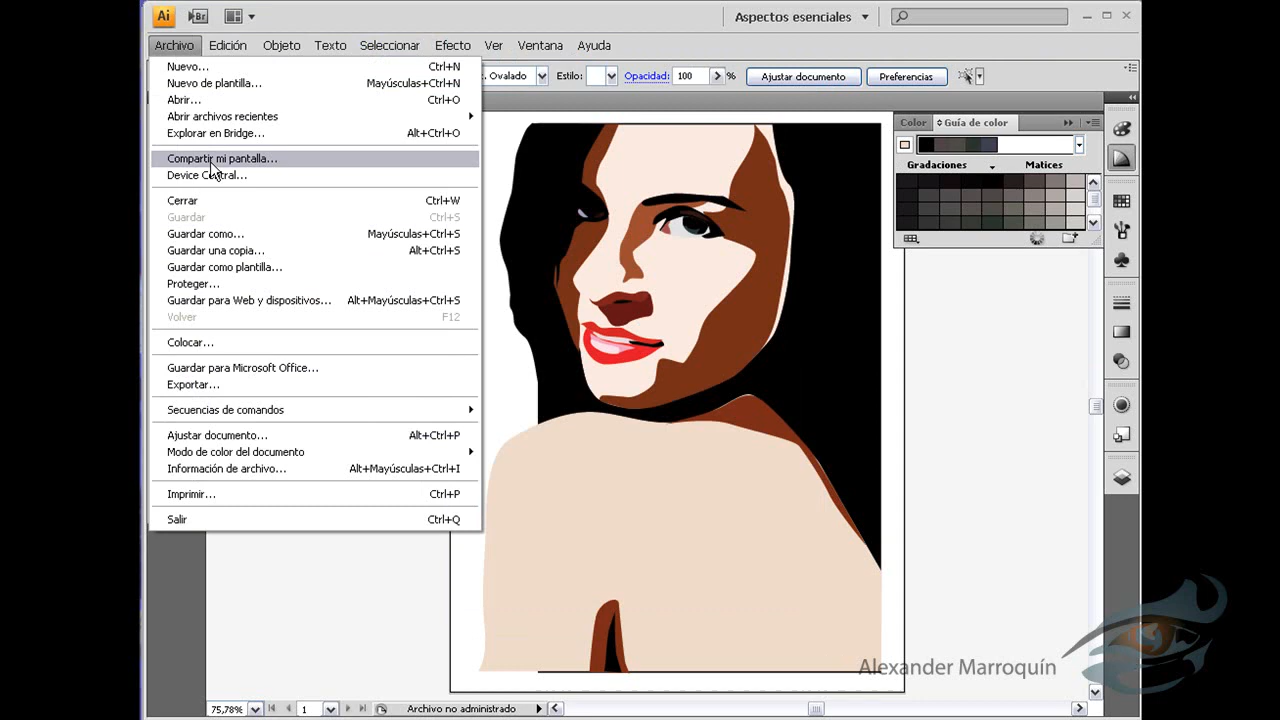 Ai Br
Aspectos esenciales
Archivo Edición Objeto Texto Seleccionar Efecto Ver Ventana Ayuda
Ovalado Estilo: Opacidad: 100 % Ajustar documento Preferencias
Nuevo... Ctrl+N
Nuevo de plantilla... Mayúsculas+Ctrl+N
Abrir... Ctrl+O
Abrir archivos recientes
Explorar en Bridge... Alt+Ctrl+O
Compartir mi pantalla...
Device Central...
Cerrar Ctrl+W
Guardar Ctrl+S
Guardar como... Mayúsculas+Ctrl+S
Guardar una copia... Alt+Ctrl+S
Guardar como plantilla...
Proteger...
Guardar para Web y dispositivos... Alt+Mayúsculas+Ctrl+S
Volver F12
Colocar...
Guardar para Microsoft Office...
Exportar...
Secuencias de comandos
Ajustar documento... Alt+Ctrl+P
Modo de color del documento
Información de archivo... Alt+Mayúsculas+Ctrl+I
Imprimir... Ctrl+P
Salir Ctrl+Q
Color Guía de color
Gradaciones Matices
Alexander Marroquín
75,78% 1 Archivo no administrado